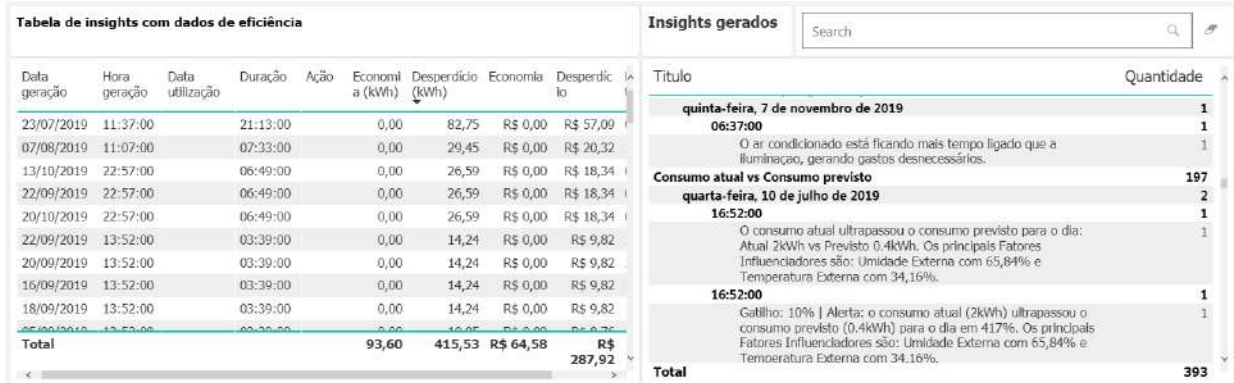 Tabela de insights com dados de eficiência
Data geração Hora geração Data utilização Duração Ação Economi a (kWh) Desperdício (kWh) Economia Desperdíc io
23/07/2019 11:37:00 21:13:00 0,00 82,75 R$ 0,00 R$ 57,09
07/08/2019 11:07:00 07:33:00 0,00 29,45 R$ 0,00 R$ 20,32
13/10/2019 22:57:00 06:49:00 0,00 26,59 R$ 0,00 R$ 18,34
22/09/2019 22:57:00 06:49:00 0,00 26,59 R$ 0,00 R$ 18,34
20/10/2019 22:57:00 06:49:00 0,00 26,59 R$ 0,00 R$ 18,34
22/09/2019 13:52:00 03:39:00 0,00 14,24 R$ 0,00 R$ 9,82
20/09/2019 13:52:00 03:39:00 0,00 14,24 R$ 0,00 R$ 9,82
16/09/2019 13:52:00 03:39:00 0,00 14,24 R$ 0,00 R$ 9,82
18/09/2019 13:52:00 03:39:00 0,00 14,24 R$ 0,00 R$ 9,82
Total 93,60 415,53 R$ 64,58 R$ 287,92
Insights gerados
Search
Titulo Quantidade
quinta-feira, 7 de novembro de 2019 1
06:37:00 1
O ar condicionado está ficando mais tempo ligado que a 1
iluminação, gerando gastos desnecessários.
Consumo atual vs Consumo previsto 197
quarta-feira, 10 de julho de 2019 2
16:52:00 1
O consumo atual ultrapassou o consumo previsto para o dia: 1
Atual 2kWh vs Previsto 0.4kWh. Os principais Fatores
Influenciadores são: Umidade Externa com 65,84% e
Temperatura Externa com 34,16%.
16:52:00 1
Gatilho: 10% | Alerta: o consumo atual (2kWh) ultrapassou o 1
consumo previsto (0.4kWh) para o dia em 417%. Os principais
Fatores Influenciadores são: Umidade Externa com 65,84% e
Temperatura Externa com 34,16%.
Total 393